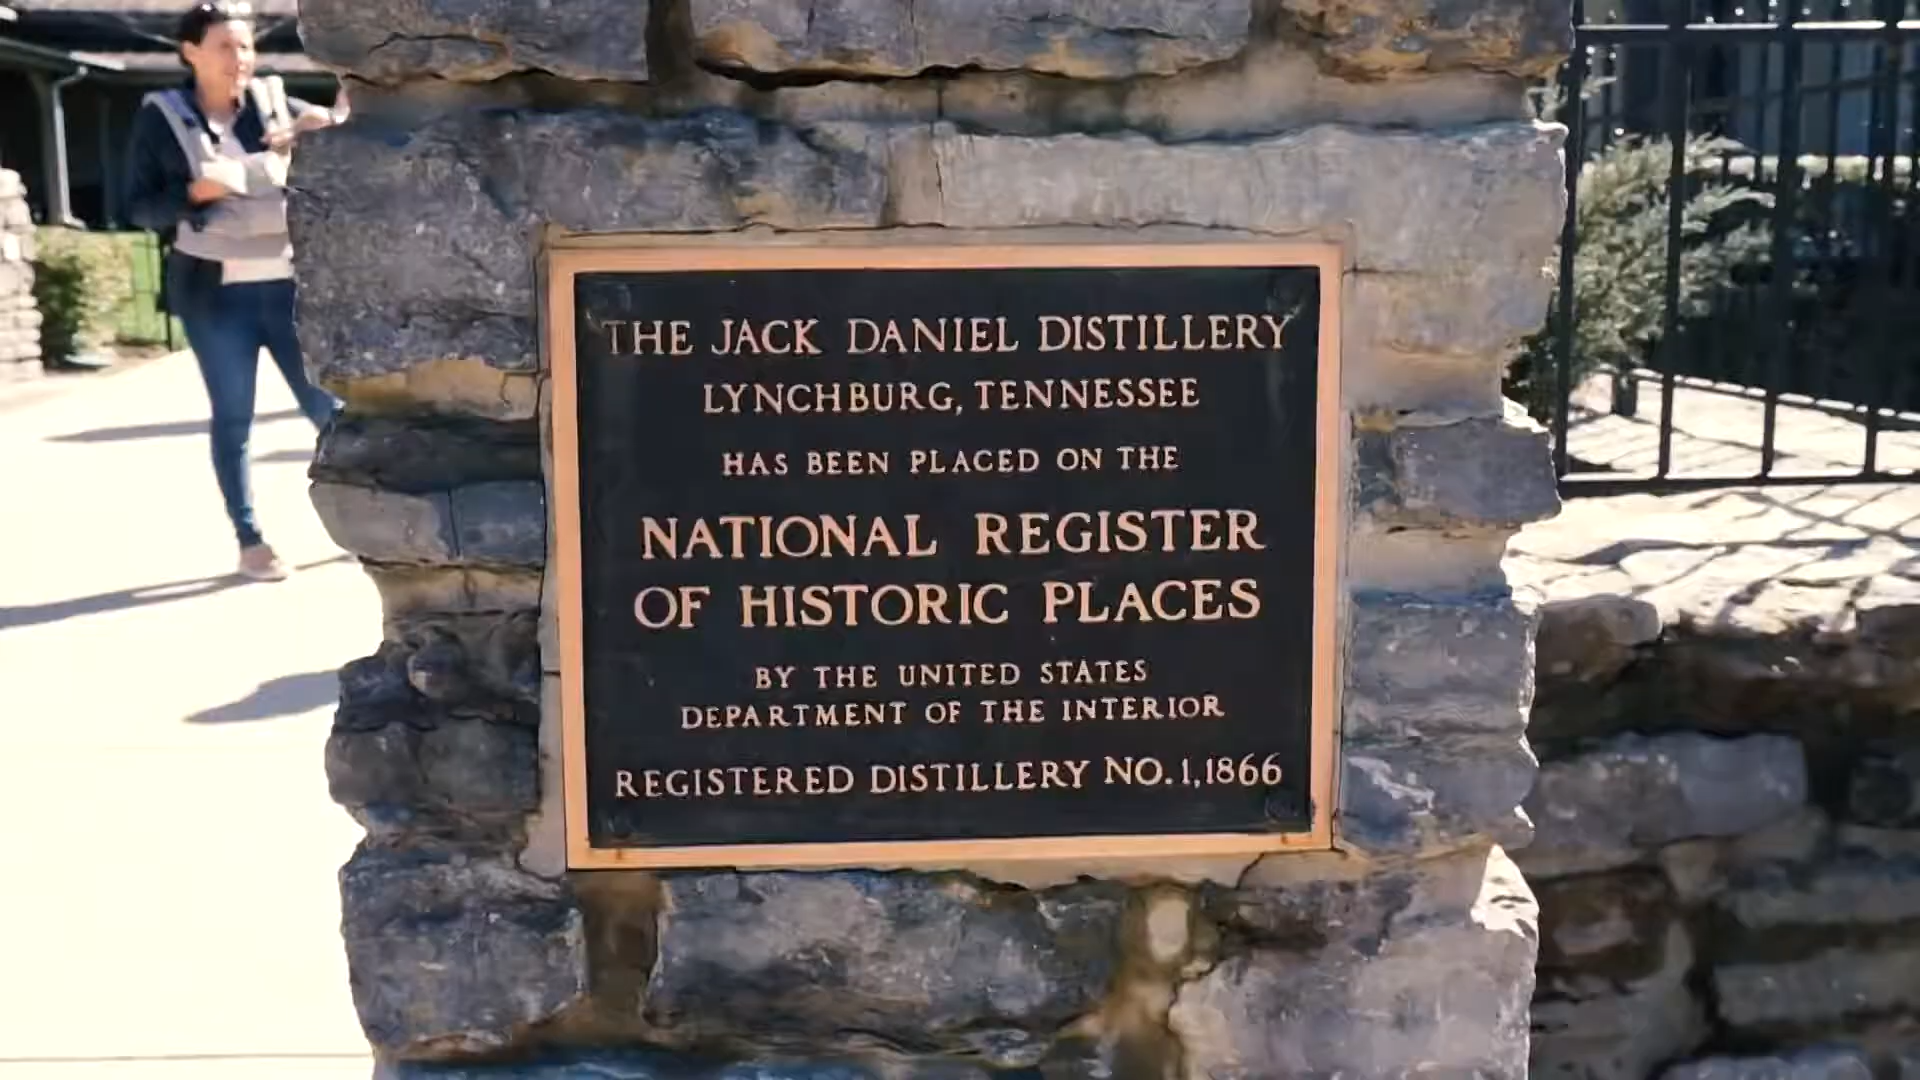 THE JACK DANIEL DISTILLERY
LYNCHBURG, TENNESSEE
HAS BEEN PLACED ON THE
NATIONAL REGISTER
OF HISTORIC PLACES
BY THE UNITED STATES
DEPARTMENT OF THE INTERIOR
REGISTERED DISTILLERY NO. 1, 1866